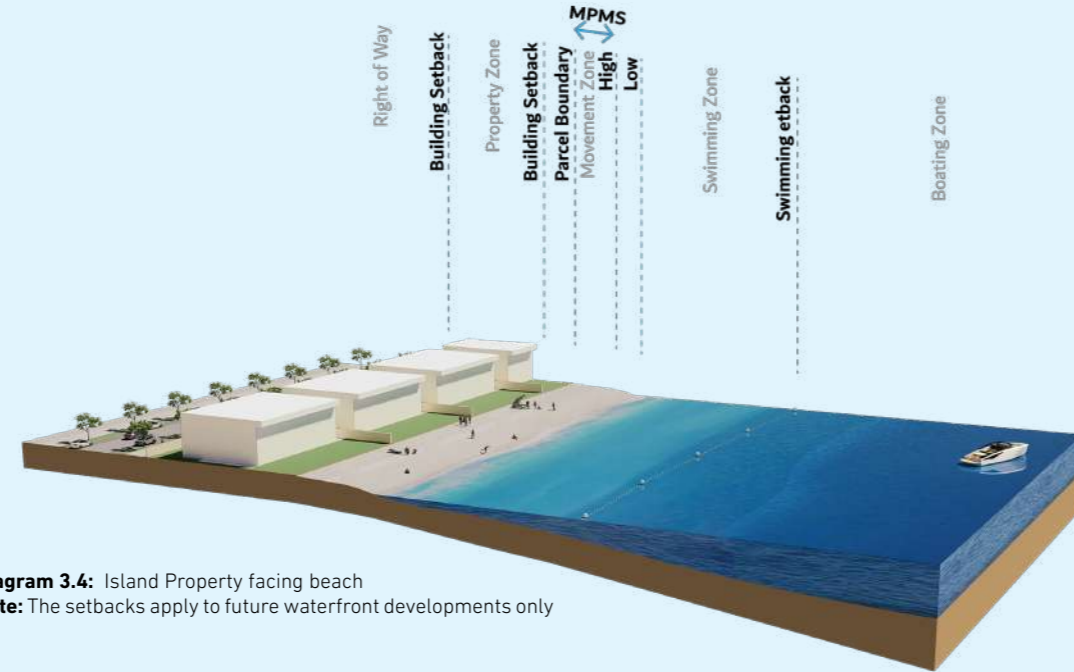 MPMS
Right of Way
Building Setback
Property Zone
Building Setback
Parcel Boundary
Movement Zone
High
Low
Swimming Zone
Swimming etback
Boating Zone
agram 3.4: Island Property facing beach
te: The setbacks apply to future waterfront developments only